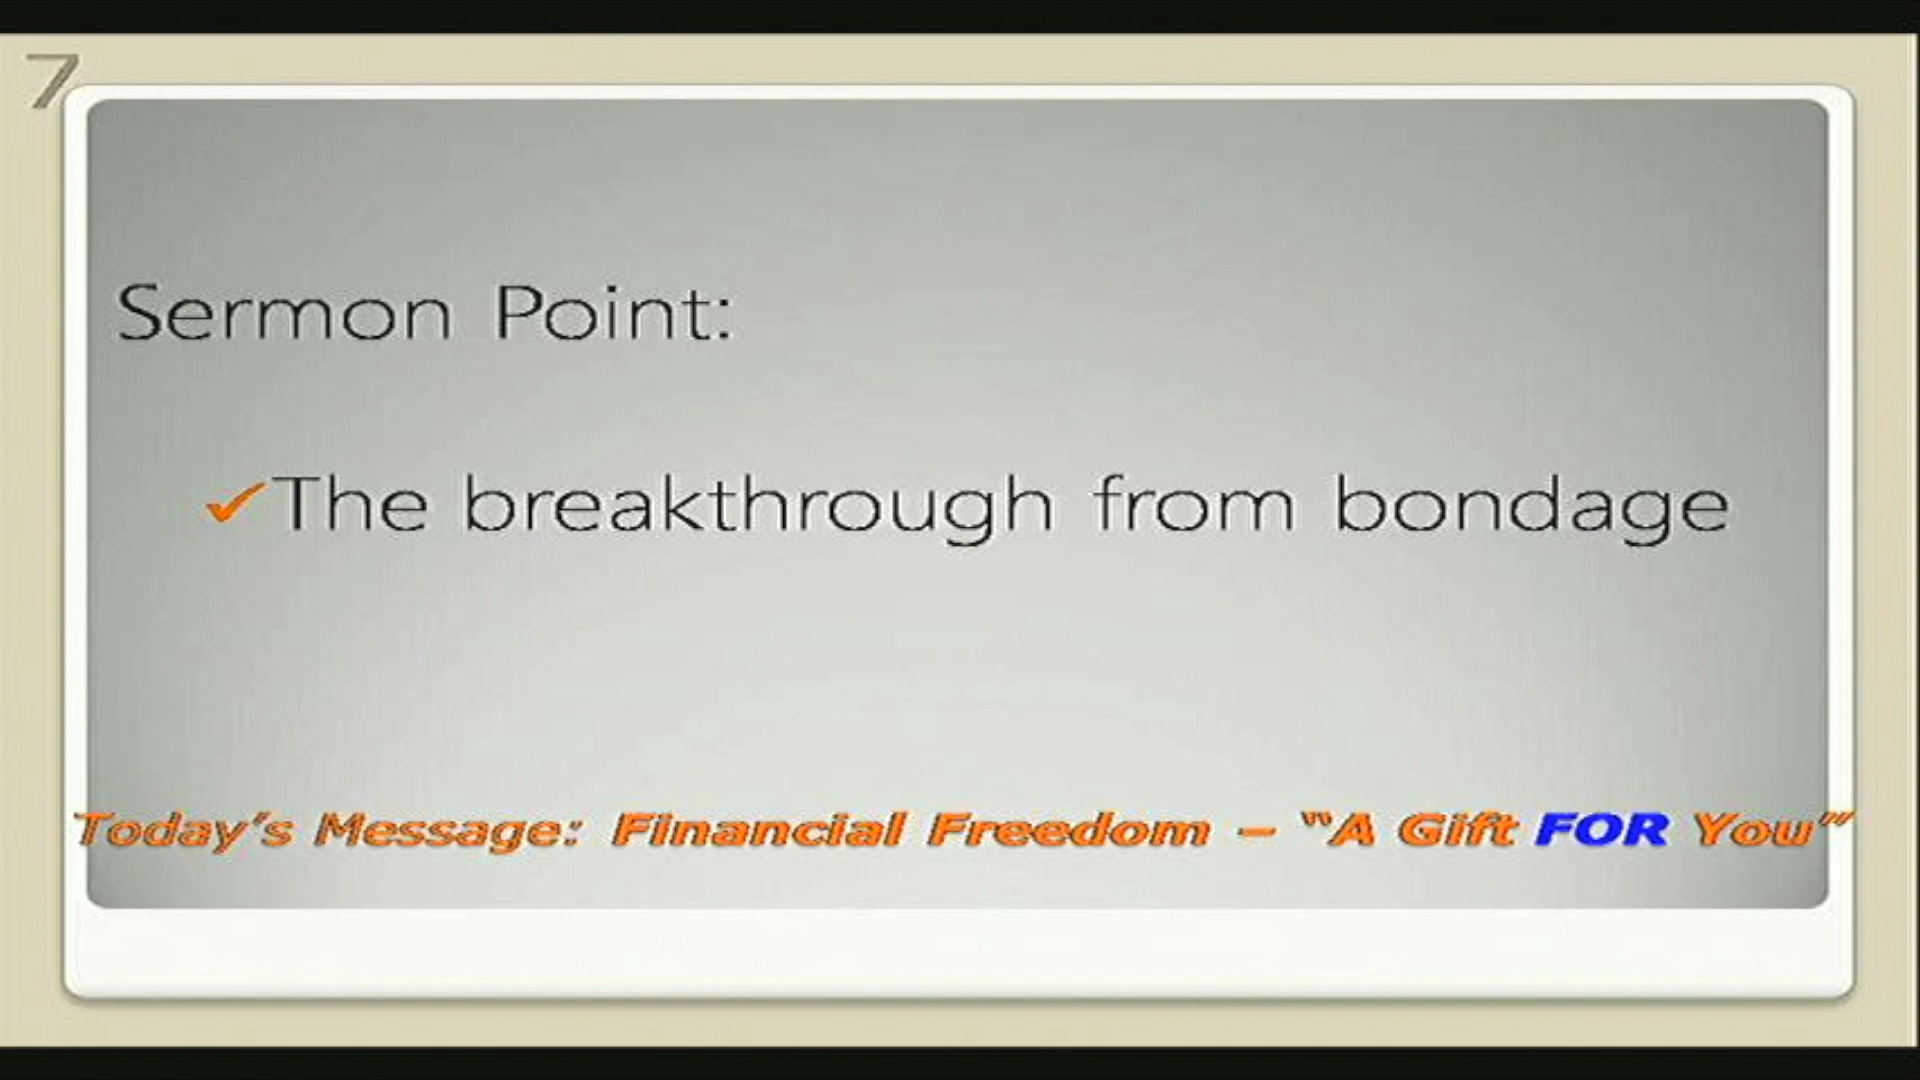 7
Sermon Point:
✓The breakthrough from bondage
Today's Message: Financial Freedom – “A Gift FOR You”